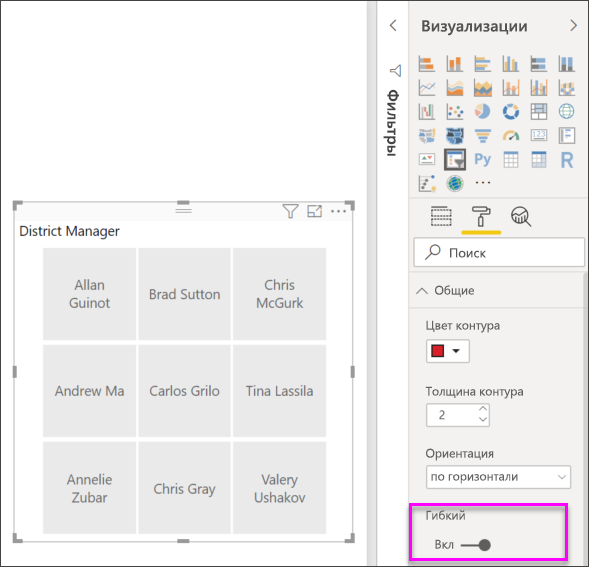 Визуализации
Фильтры
123
Py
R
Поиск
Общие
Цвет контура
Толщина контура
2
Ориентация
по горизонтали
Гибкий
Вкл
District Manager
Allan
Guinot
Brad Sutton
Chris
McGurk
Andrew Ma
Carlos Grilo
Tina Lassila
Annelie
Zubar
Chris Gray
Valery
Ushakov